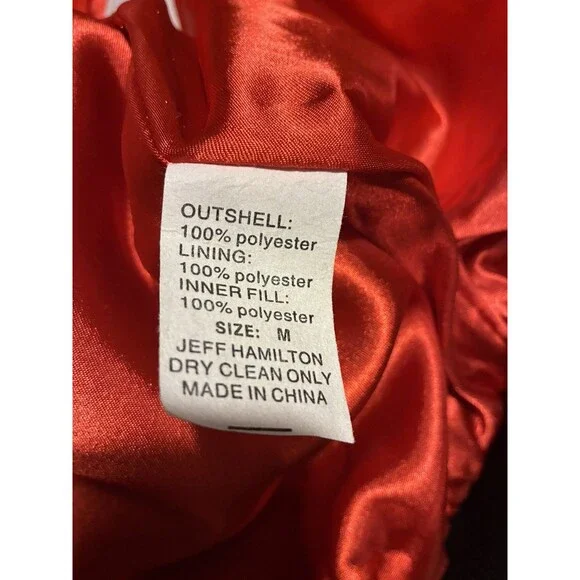 OUTSHELL:
100% polyester
LINING:
100% polyester
INNER FILL:
100% polyester
SIZE: M
JEFF HAMILTON
DRY CLEAN ONLY
MADE IN CHINA